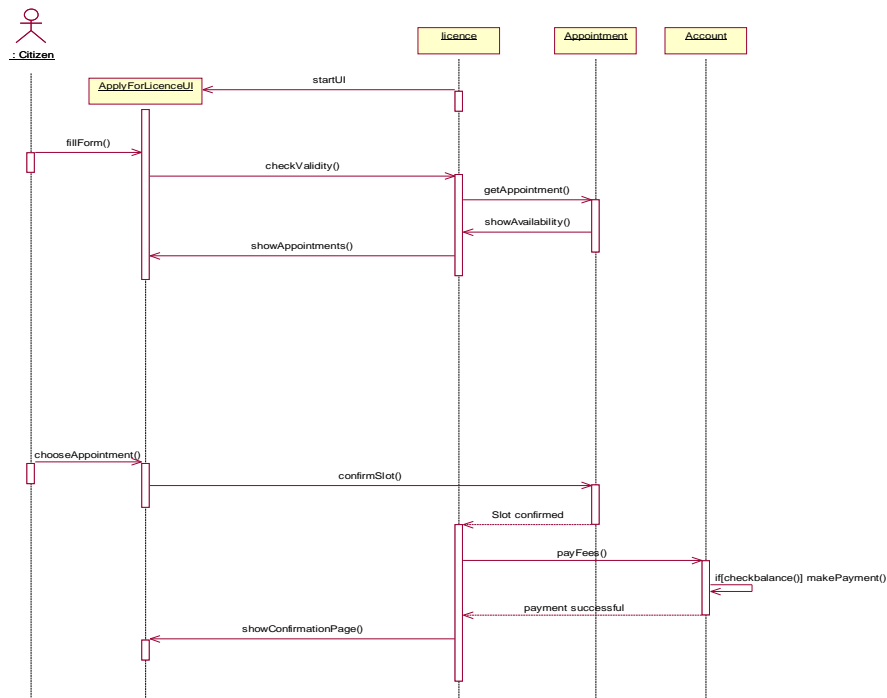 : Citizen
licence
Appointment
Account
ApplyForLicenceUI
startUI
fillForm()
checkValidity()
getAppointment()
showAvailability()
showAppointments()
chooseAppointment()
confirmSlot()
Slot confirmed
payFees()
if[checkbalance()] makePayment()
payment successful
showConfirmationPage()